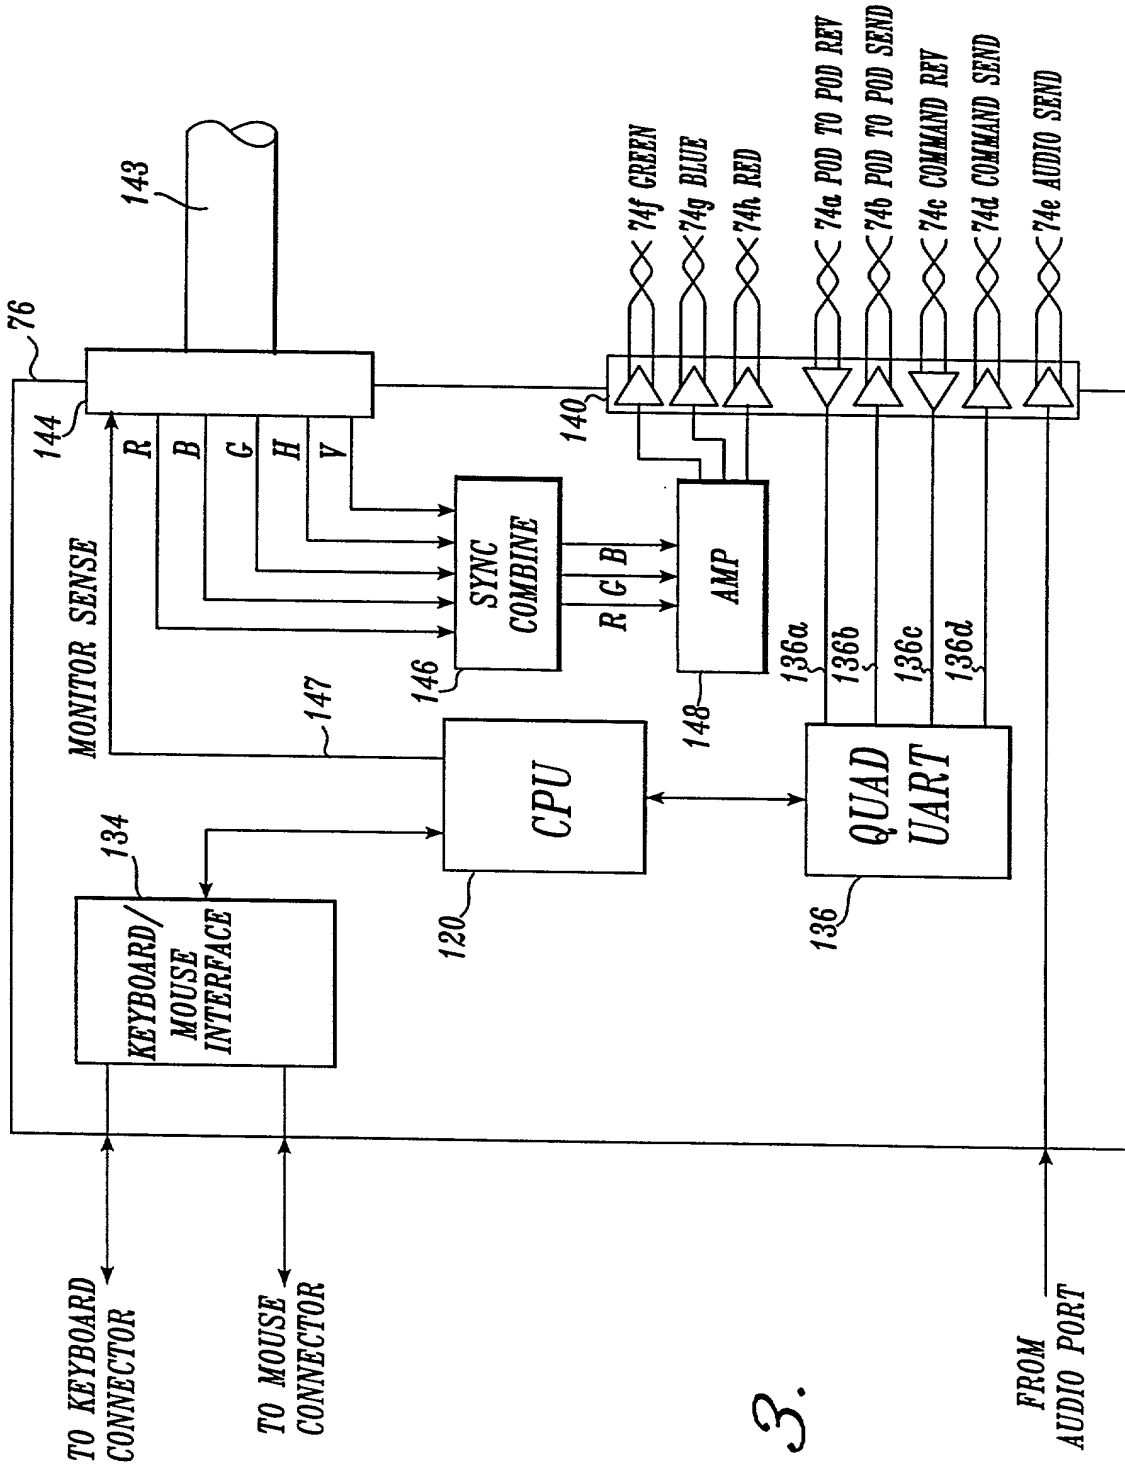 TO KEYBOARD
CONNECTOR
TO MOUSE
CONNECTOR
FROM
AUDIO PORT
134
KEYBOARD/
MOUSE
INTERFACE
MONITOR SENSE
147
120
CPU
136
QUAD
UART
76
144
143
R
B
G
H
V
146
SYNC
COMBINE
R G B
148
AMP
140
136a
136b
136c
136d
74f GREEN
74g BLUE
74h RED
74a POD TO POD REV
74b POD TO POD SEND
74c COMMAND REV
74d COMMAND SEND
74e AUDIO SEND
3.